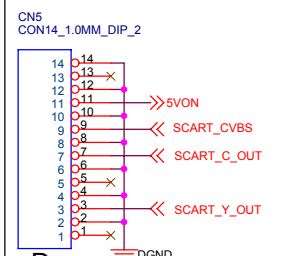 CN5
CON14_1.0MM_DIP_2
14 14
13 13
12 12
11 11 5VON
10 10
9 9 SCART_CVBS
8 8
7 7 SCART_C_OUT
6 6
5 5
4 4
3 3 SCART_Y_OUT
2 2
1 1
DGND